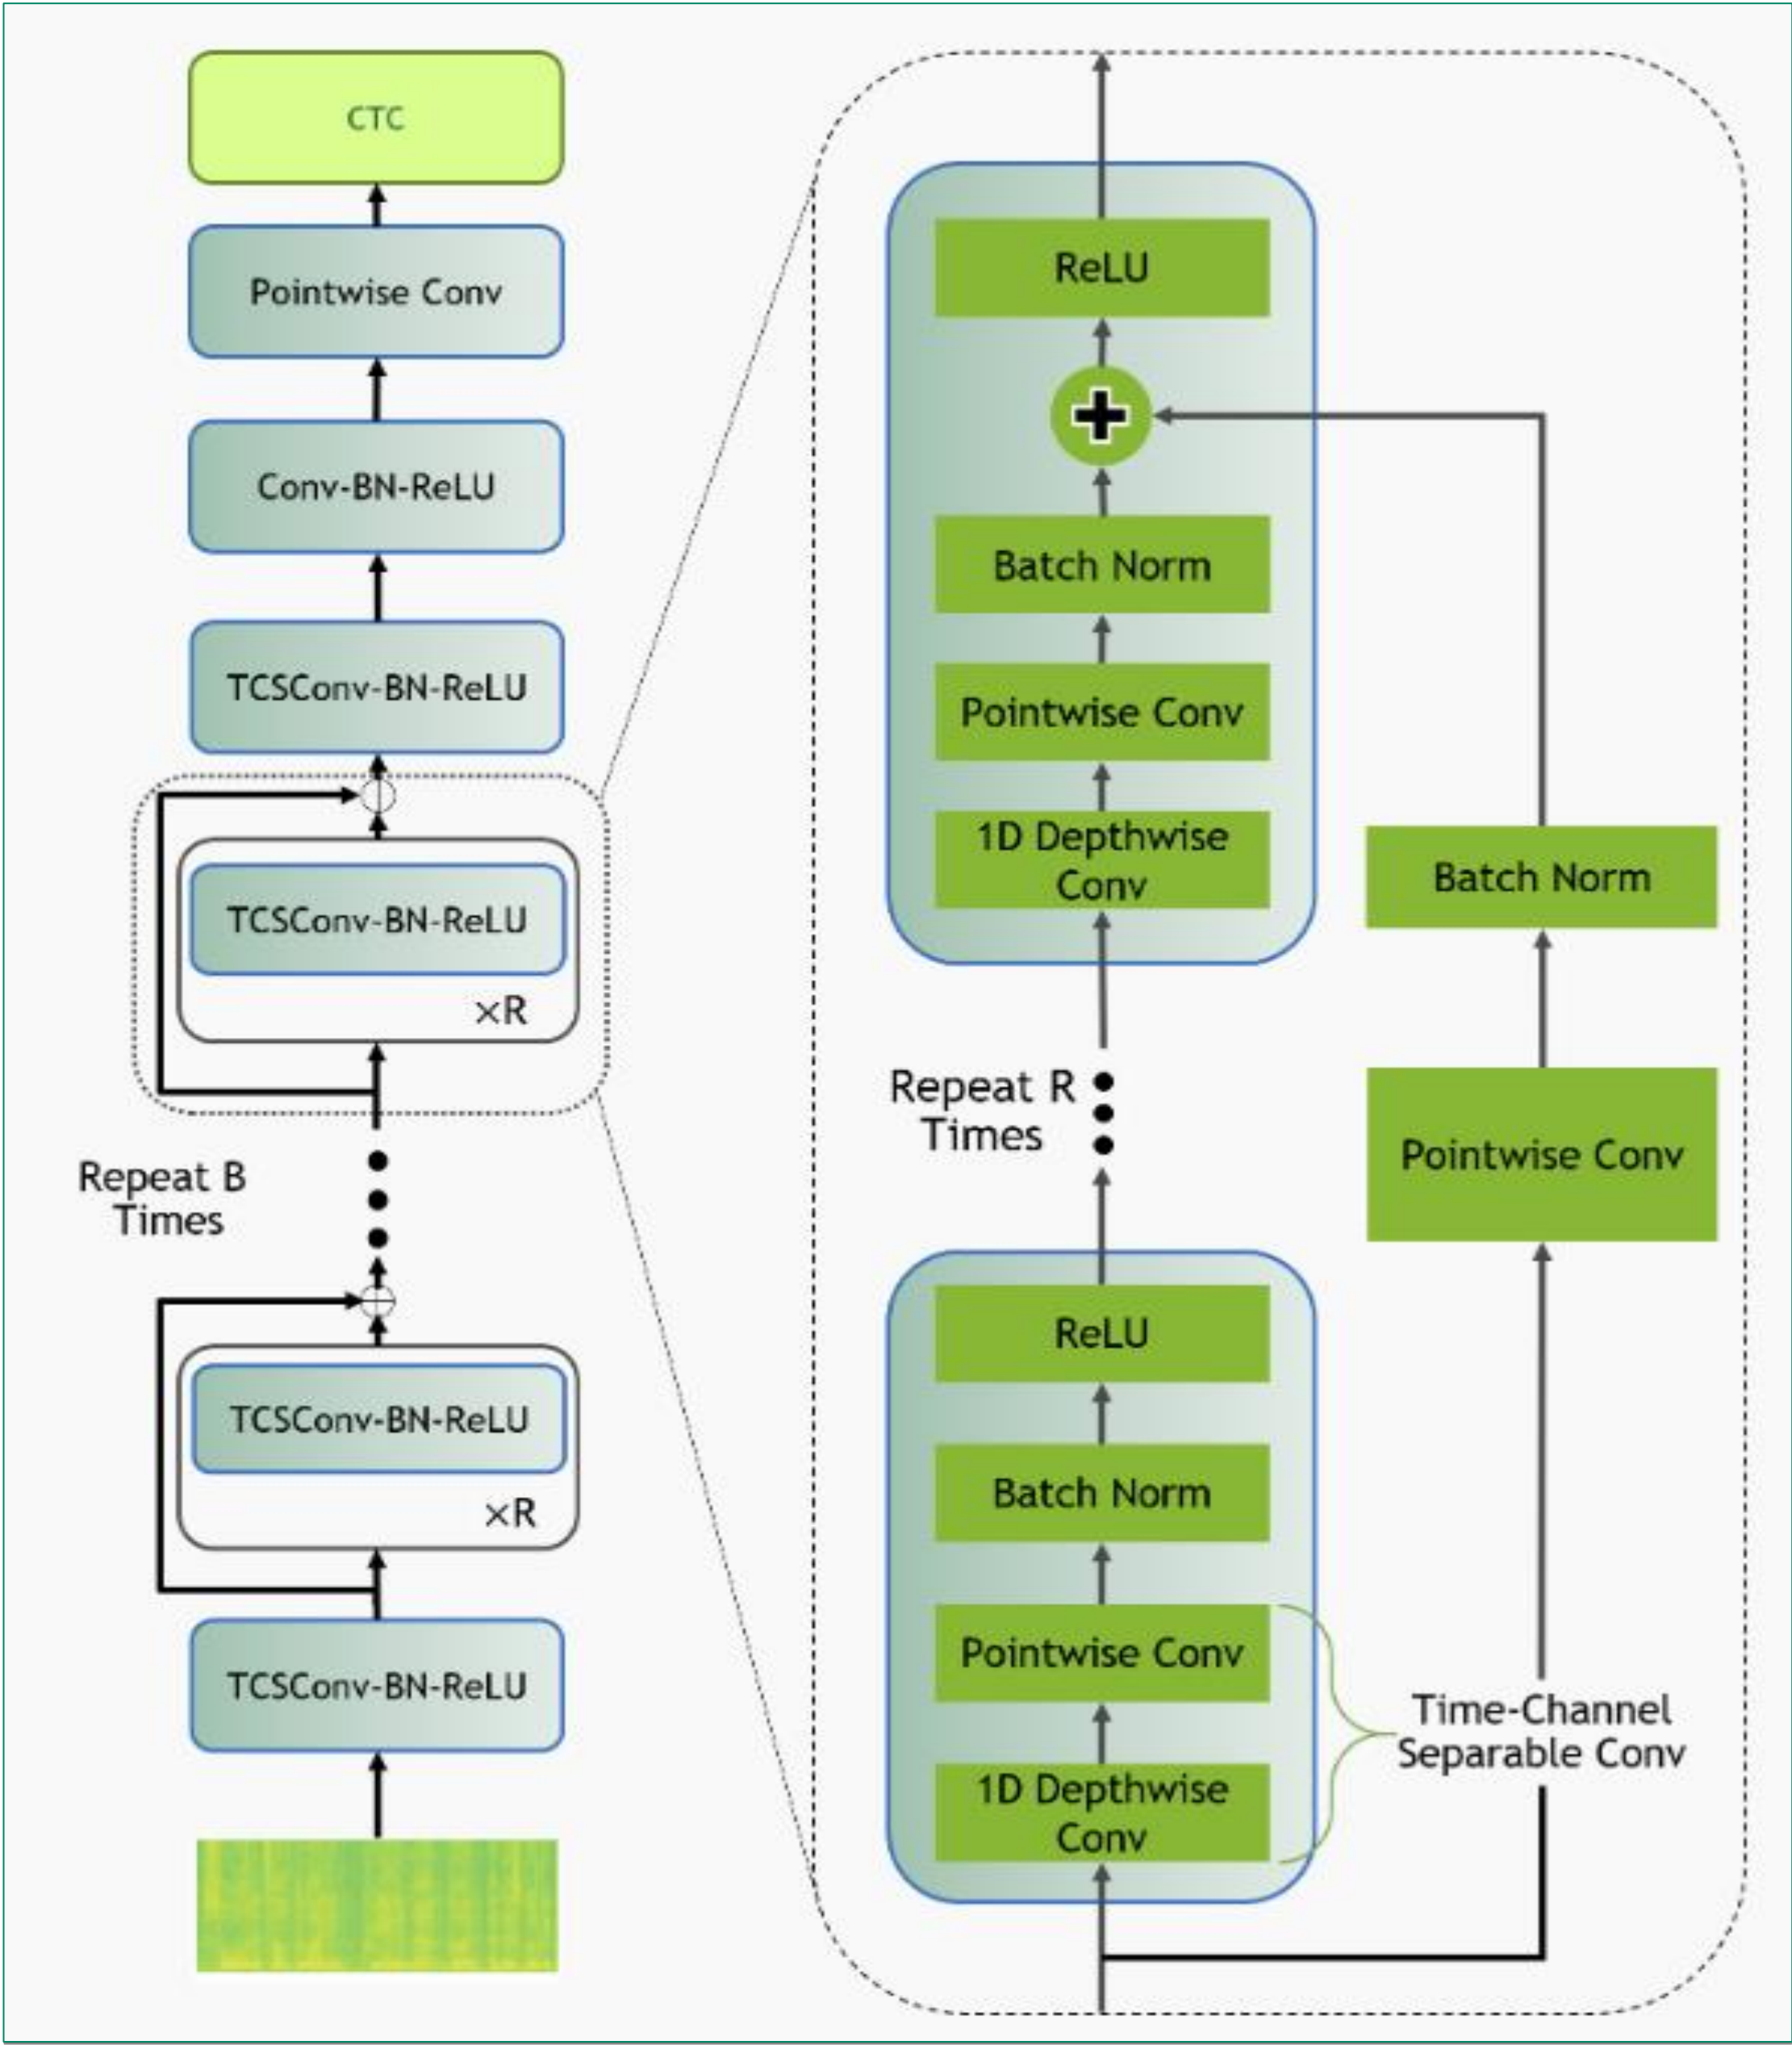 CTC
Pointwise Conv
Conv-BN-ReLU
TCSConv-BN-ReLU
TCSConv-BN-ReLU
×R
Repeat B
Times
TCSConv-BN-ReLU
×R
TCSConv-BN-ReLU
ReLU
Batch Norm
Pointwise Conv
1D Depthwise
Conv
Repeat R
Times
ReLU
Batch Norm
Pointwise Conv
1D Depthwise
Conv
Batch Norm
Pointwise Conv
Time-Channel
Separable Conv